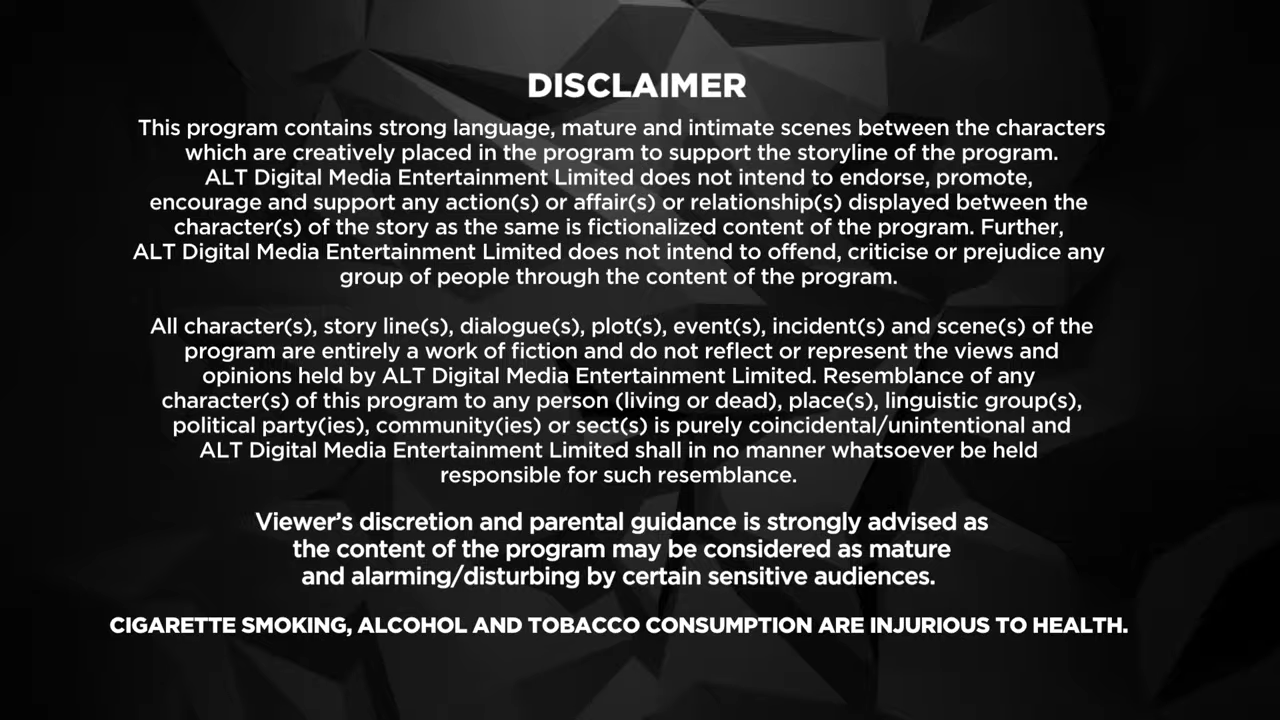 DISCLAIMER
This program contains strong language, mature and intimate scenes between the characters
which are creatively placed in the program to support the storyline of the program.
ALT Digital Media Entertainment Limited does not intend to endorse, promote,
encourage and support any action(s) or affair(s) or relationship(s) displayed between the
character(s) of the story as the same is fictionalized content of the program. Further,
ALT Digital Media Entertainment Limited does not intend to offend, criticise or prejudice any
group of people through the content of the program.
All character(s), story line(s), dialogue(s), plot(s), event(s), incident(s) and scene(s) of the
program are entirely a work of fiction and do not reflect or represent the views and
opinions held by ALT Digital Media Entertainment Limited. Resemblance of any
character(s) of this program to any person (living or dead), place(s), linguistic group(s),
political party(ies), community(ies) or sect(s) is purely coincidental/unintentional and
ALT Digital Media Entertainment Limited shall in no manner whatsoever be held
responsible for such resemblance.
Viewer’s discretion and parental guidance is strongly advised as
the content of the program may be considered as mature
and alarming/disturbing by certain sensitive audiences.
CIGARETTE SMOKING, ALCOHOL AND TOBACCO CONSUMPTION ARE INJURIOUS TO HEALTH.